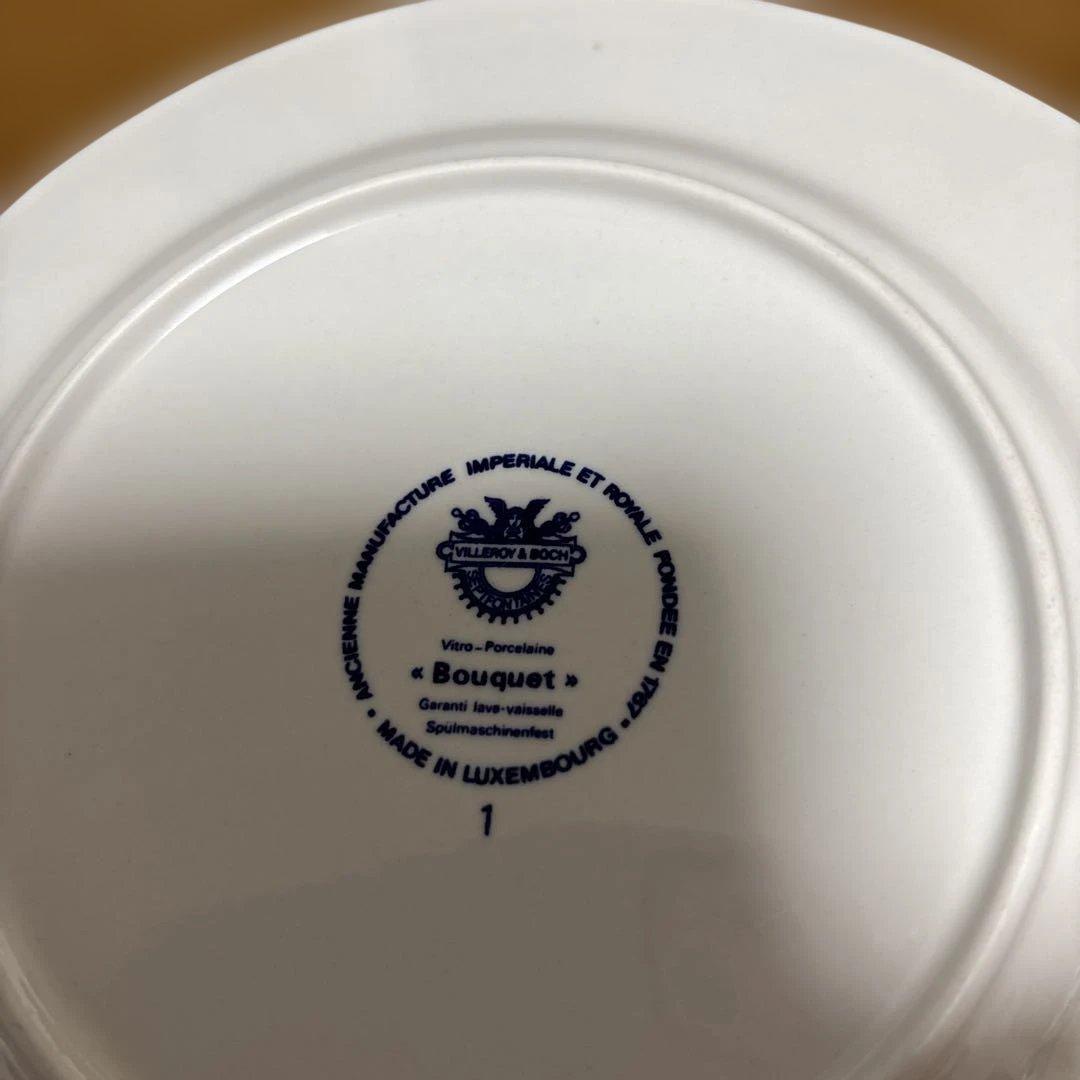 ANCIENNE MANUFACTURE IMPERIALE ET ROYALE FONDEE EN 1767 •
VILLEROY & BOCH
SEPTFONTAINES
Vitro-Porcelaine
« Bouquet »
Garanti lave-vaisselle
Spülmaschinenfest
• MADE IN LUXEMBOURG
1